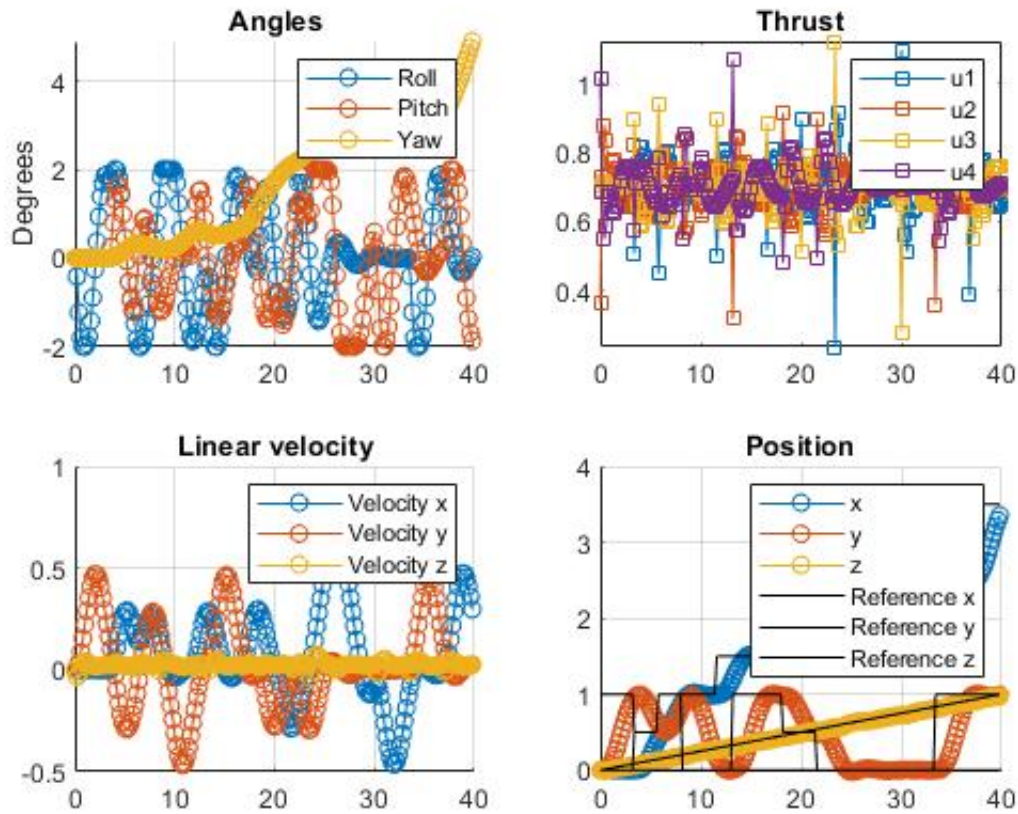 Angles
Degrees
4
2
0
-2
0
10
20
30
40
Roll
Pitch
Yaw
Thrust
1
0.8
0.6
0.4
0
10
20
30
40
u1
u2
u3
u4
Linear velocity
1
0.5
0
-0.5
0
10
20
30
40
Velocity x
Velocity y
Velocity z
Position
4
3
2
1
0
0
10
20
30
40
x
y
z
Reference x
Reference y
Reference z